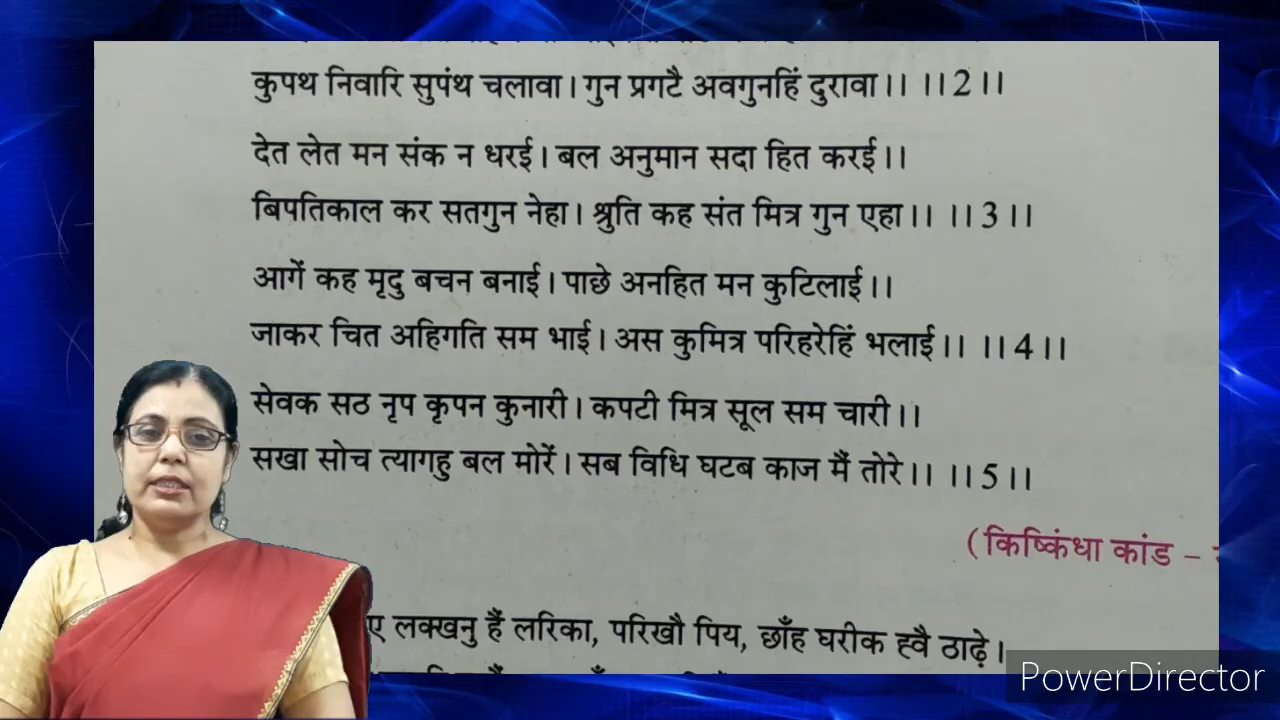 कुपथ निवारि सुपंथ चलावा। गुन प्रगटै अवगुनहिं दुरावा।। ।।2।।
देत लेत मन संक न धरई। बल अनुमान सदा हित करई।।
बिपतिकाल कर सतगुन नेहा। श्रुति कह संत मित्र गुन एहा।। ।।3।।
आगें कह मृदु बचन बनाई। पाछे अनहित मन कुटिलाई।।
जाकर चित अहिगति सम भाई। अस कुमित्र परिहरेहिं भलाई।। ।।4।।
सेवक सठ नृप कृपन कुनारी। कपटी मित्र सूल सम चारी।।
सखा सोच त्यागहु बल मोरें। सब विधि घटब काज मैं तोरे।। ।।5।।
(किष्किंधा कांड –
लक्खनु हैं लरिका, परिखौ पिय, छाँह घरीक ह्वै ठाढ़े।
PowerDirector